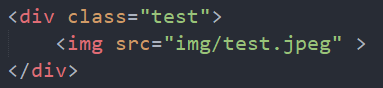 <div class="test">
<img src="img/test.jpeg" >
</div>